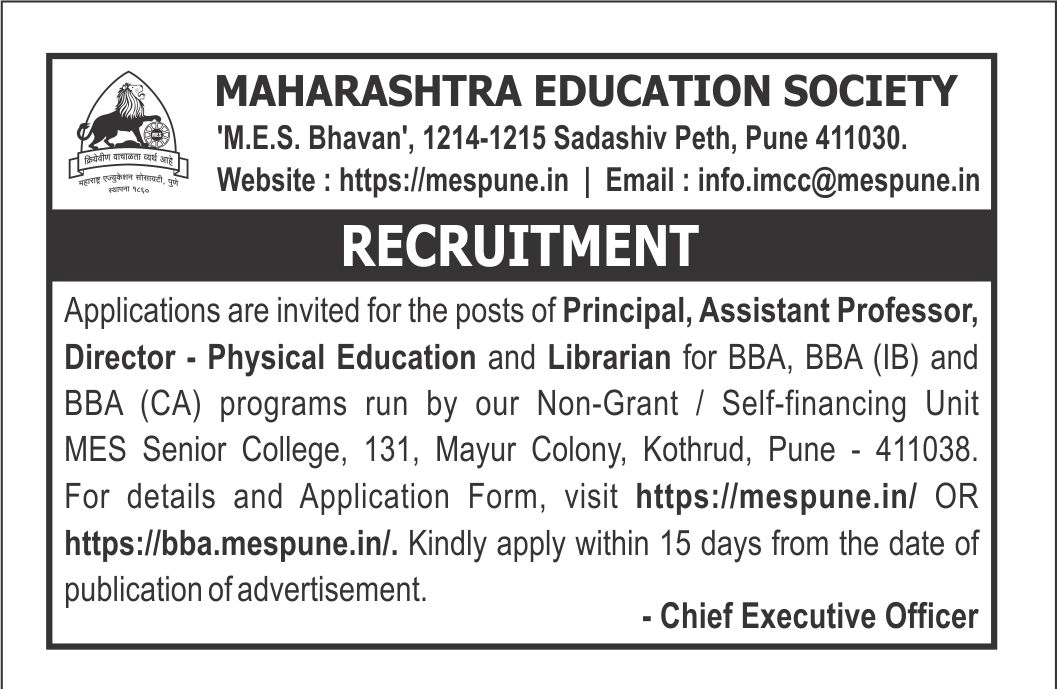 MAHARASHTRA EDUCATION SOCIETY
'M.E.S. Bhavan', 1214-1215 Sadashiv Peth, Pune 411030.
Website : https://mespune.in | Email : info.imcc@mespune.in
क्रियेवीण वाचाळता व्यर्थ आहे
महाराष्ट्र एज्युकेशन सोसायटी, पुणे
स्थापना १८६०
RECRUITMENT
Applications are invited for the posts of Principal, Assistant Professor,
Director - Physical Education and Librarian for BBA, BBA (IB) and
BBA (CA) programs run by our Non-Grant / Self-financing Unit
MES Senior College, 131, Mayur Colony, Kothrud, Pune - 411038.
For details and Application Form, visit https://mespune.in/ OR
https://bba.mespune.in/. Kindly apply within 15 days from the date of
publication of advertisement.
- Chief Executive Officer